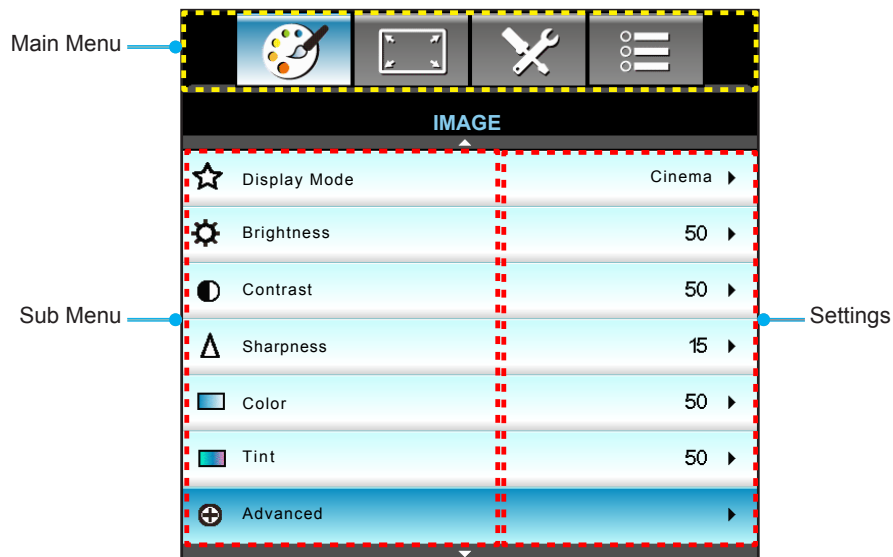 Main Menu
IMAGE
Display Mode Cinema
Brightness 50
Contrast 50
Sub Menu
Settings
Sharpness 15
Color 50
Tint 50
Advanced